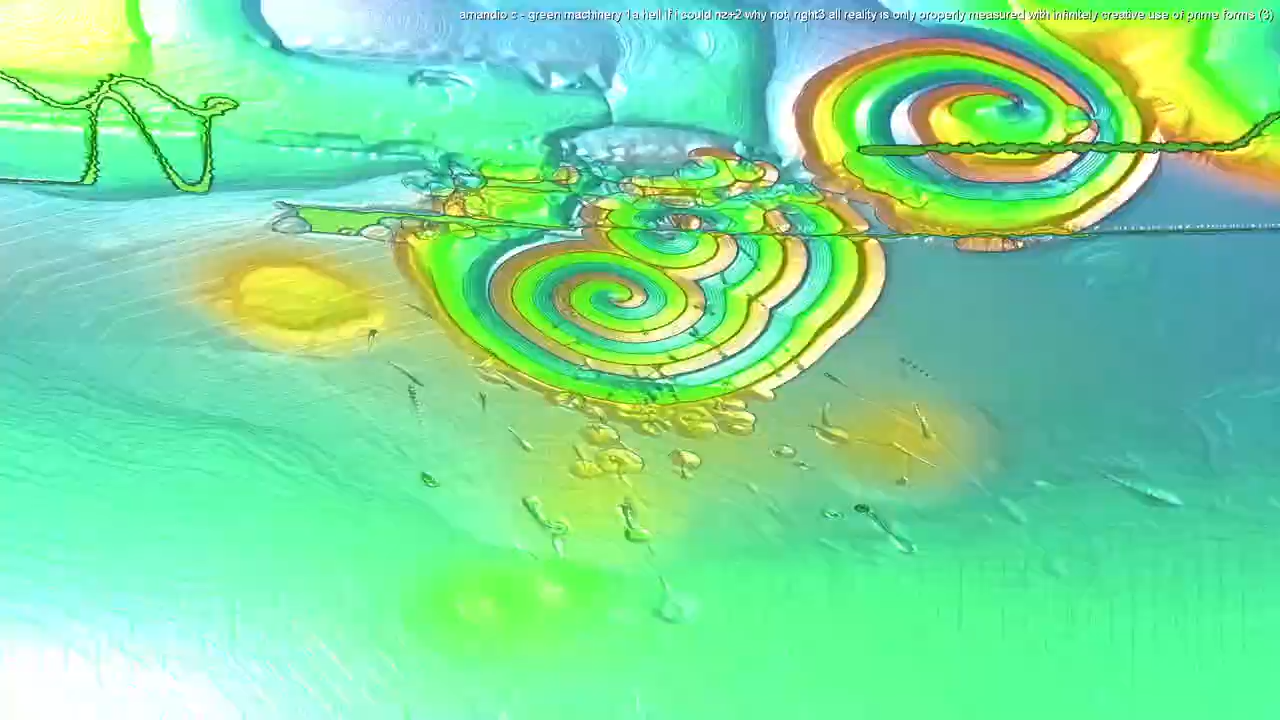 amandio c - green machinery 1a hell if i could nz+2 why not, right3 all reality is only properly measured with infinitely creative use of prime forms (3)